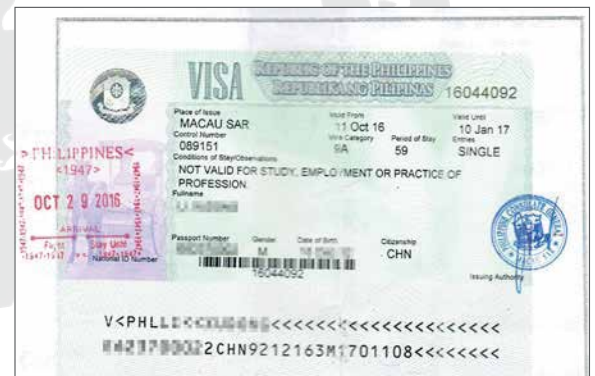 VISA REPUBLIC OF THE PHILIPPINES
REPUBLIKA NG PILIPINAS 16044092
Place of Issue Valid From Valid Until
MACAU SAR 11 Oct 16 10 Jan 17
Control Number Visa Category Period of Stay Entries
089151 9A 59 SINGLE
Conditions of Stay/Observations
NOT VALID FOR STUDY, EMPLOYMENT OR PRACTICE OF
PROFESSION.
Fullname
>PHILIPPINES<
<1947>
OCT 29 2016
ARRIVAL
Flight Stay Until
Passport Number Gender Date of Birth Citizenship
M CHN
National ID Number
16044092
Issuing Authority
V<PHLL <<<<<<<<<<<<<<<<<<<<<
2CHN9212163M1701108<<<<<<<<